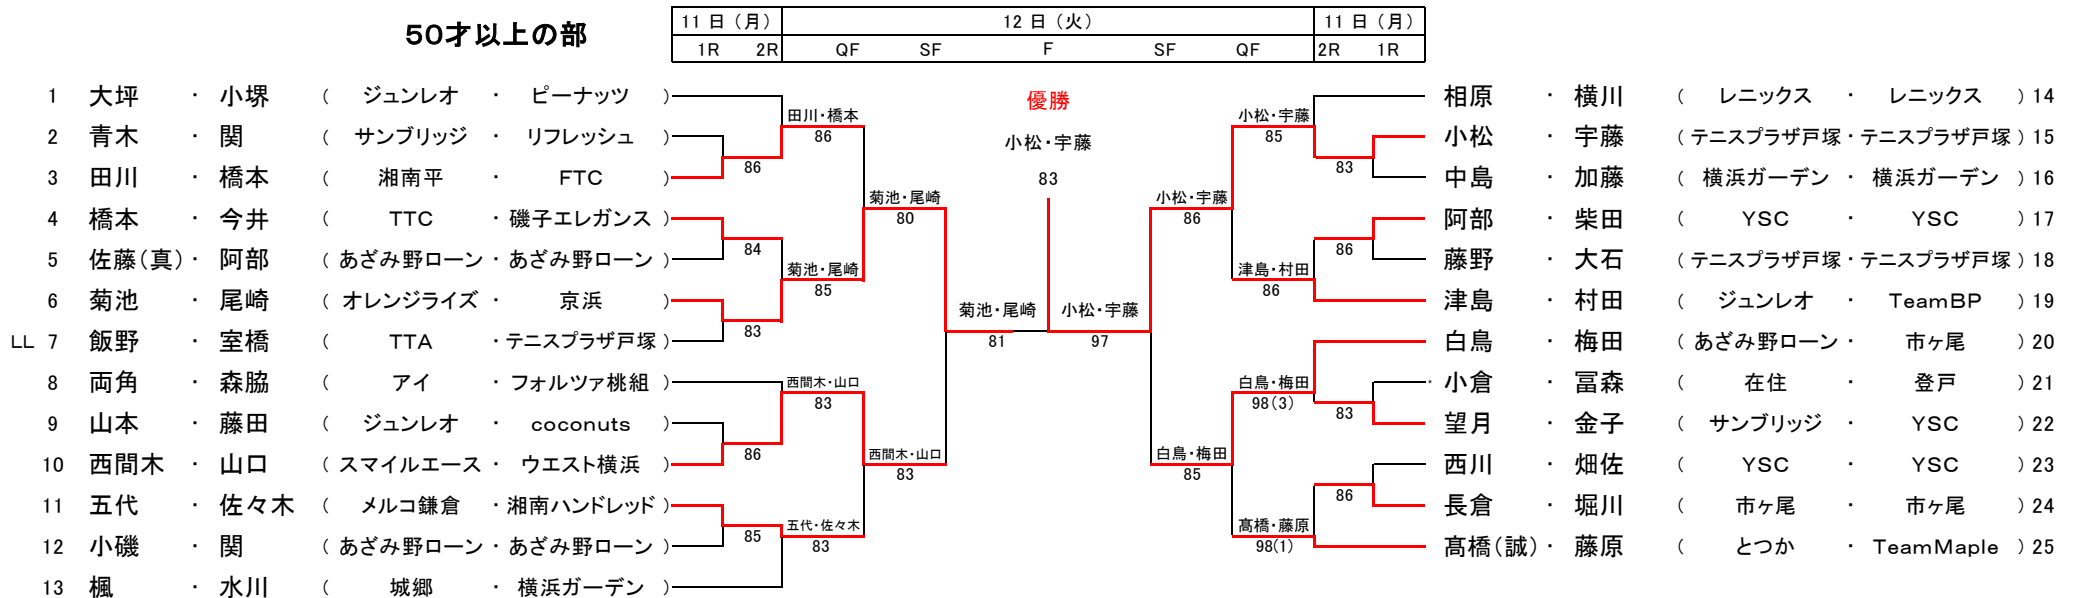 50才以上の部
11日(月) 12日(火) 11日(月)
1R 2R QF SF F SF QF 2R 1R
優勝
小松・宇藤
83
1 大坪 ・ 小堺 ( ジュンレオ ・ ピーナッツ )
2 青木 ・ 関 ( サンブリッジ ・ リフレッシュ )
3 田川 ・ 橋本 ( 湘南平 ・ FTC )
4 橋本 ・ 今井 ( TTC ・ 磯子エレガンス )
5 佐藤(真) ・ 阿部 ( あざみ野ローン ・ あざみ野ローン )
6 菊池 ・ 尾崎 ( オレンジライズ ・ 京浜 )
LL 7 飯野 ・ 室橋 ( TTA ・ テニスプラザ戸塚 )
8 両角 ・ 森脇 ( アイ ・ フォルツァ桃組 )
9 山本 ・ 藤田 ( ジュンレオ ・ coconuts )
10 西間木 ・ 山口 ( スマイルエース ・ ウエスト横浜 )
11 五代 ・ 佐々木 ( メルコ鎌倉 ・ 湘南ハンドレッド )
12 小磯 ・ 関 ( あざみ野ローン ・ あざみ野ローン )
13 楓 ・ 水川 ( 城郷 ・ 横浜ガーデン )
86
84
83
86
85
田川・橋本
86
菊池・尾崎
85
西間木・山口
83
五代・佐々木
83
菊池・尾崎
80
西間木・山口
83
菊池・尾崎
81
小松・宇藤
97
小松・宇藤
86
白鳥・梅田
85
小松・宇藤
85
津島・村田
86
白鳥・梅田
98(3)
髙橋・藤原
98(1)
83
86
83
86
相原 ・ 横川 ( レニックス ・ レニックス ) 14
小松 ・ 宇藤 ( テニスプラザ戸塚 ・ テニスプラザ戸塚 ) 15
中島 ・ 加藤 ( 横浜ガーデン ・ 横浜ガーデン ) 16
阿部 ・ 柴田 ( YSC ・ YSC ) 17
藤野 ・ 大石 ( テニスプラザ戸塚 ・ テニスプラザ戸塚 ) 18
津島 ・ 村田 ( ジュンレオ ・ TeamBP ) 19
白鳥 ・ 梅田 ( あざみ野ローン ・ 市ヶ尾 ) 20
小倉 ・ 冨森 ( 在住 ・ 登戸 ) 21
望月 ・ 金子 ( サンブリッジ ・ YSC ) 22
西川 ・ 畑佐 ( YSC ・ YSC ) 23
長倉 ・ 堀川 ( 市ヶ尾 ・ 市ヶ尾 ) 24
髙橋(誠) ・ 藤原 ( とつか ・ TeamMaple ) 25